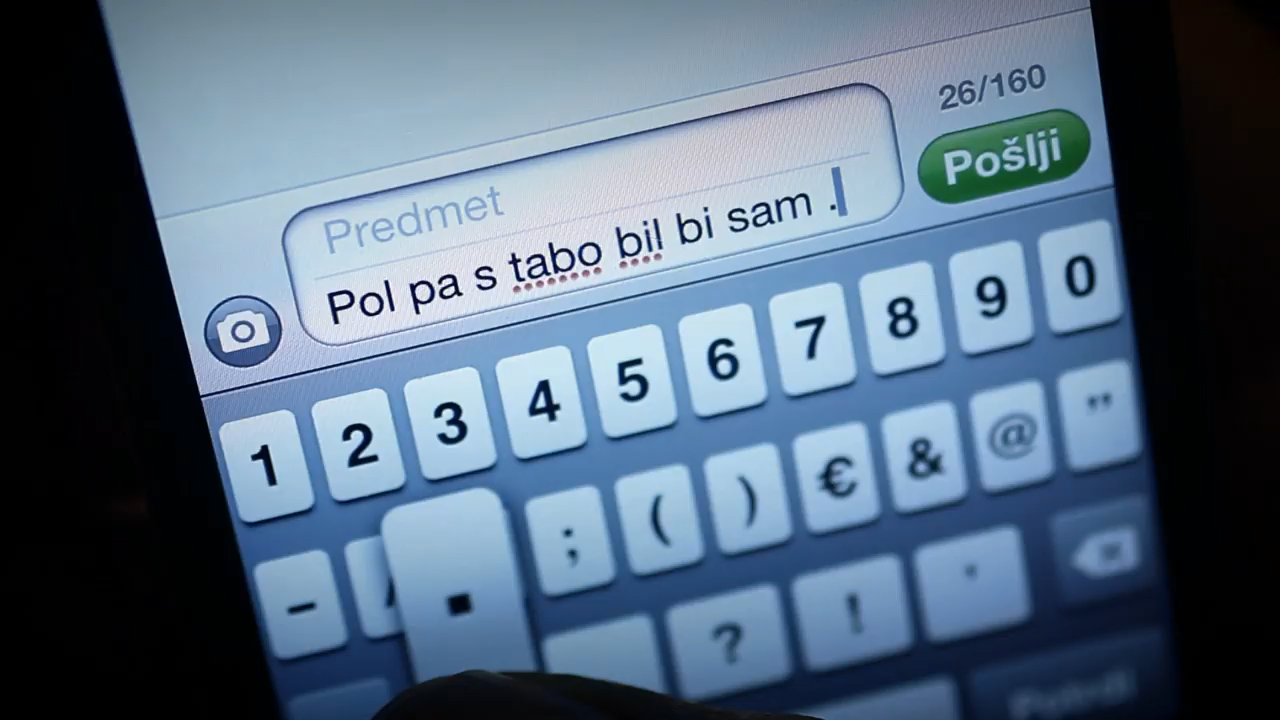 26/160
Predmet
Pošlji
Pol pa s tabo bil bi sam .
1 2 3 4 5 6 7 8 9 0
- . ; ( ) € & @ "
? ! '